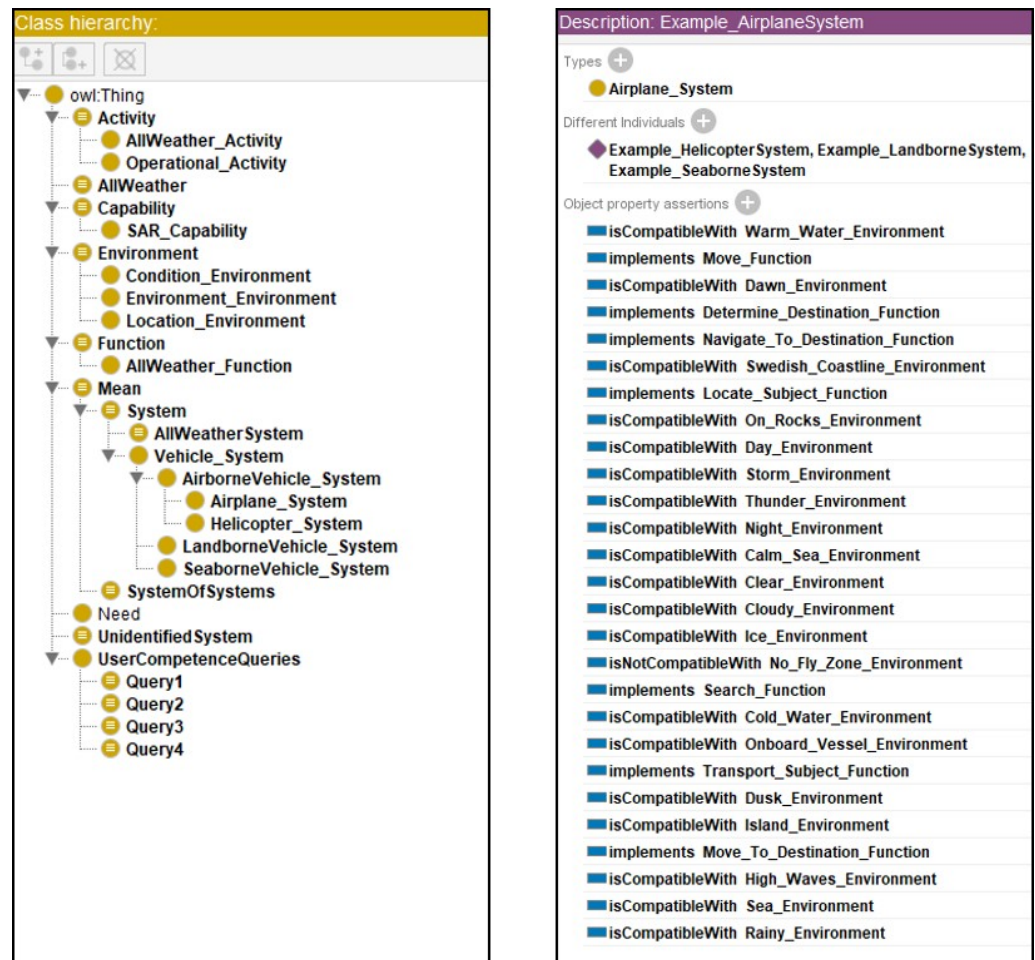 Class hierarchy:
owl:Thing
Activity
AllWeather_Activity
Operational_Activity
AllWeather
Capability
SAR_Capability
Environment
Condition_Environment
Environment_Environment
Location_Environment
Function
AllWeather_Function
Mean
System
AllWeatherSystem
Vehicle_System
AirborneVehicle_System
Airplane_System
Helicopter_System
LandborneVehicle_System
SeaborneVehicle_System
SystemOfSystems
Need
UnidentifiedSystem
UserCompetenceQueries
Query1
Query2
Query3
Query4
Description: Example_AirplaneSystem
Types
Airplane_System
Different Individuals
Example_HelicopterSystem, Example_LandborneSystem,
Example_SeaborneSystem
Object property assertions
isCompatibleWith Warm_Water_Environment
implements Move_Function
isCompatibleWith Dawn_Environment
implements Determine_Destination_Function
implements Navigate_To_Destination_Function
isCompatibleWith Swedish_Coastline_Environment
implements Locate_Subject_Function
isCompatibleWith On_Rocks_Environment
isCompatibleWith Day_Environment
isCompatibleWith Storm_Environment
isCompatibleWith Thunder_Environment
isCompatibleWith Night_Environment
isCompatibleWith Calm_Sea_Environment
isCompatibleWith Clear_Environment
isCompatibleWith Cloudy_Environment
isCompatibleWith Ice_Environment
isNotCompatibleWith No_Fly_Zone_Environment
implements Search_Function
isCompatibleWith Cold_Water_Environment
isCompatibleWith Onboard_Vessel_Environment
implements Transport_Subject_Function
isCompatibleWith Dusk_Environment
isCompatibleWith Island_Environment
implements Move_To_Destination_Function
isCompatibleWith High_Waves_Environment
isCompatibleWith Sea_Environment
isCompatibleWith Rainy_Environment